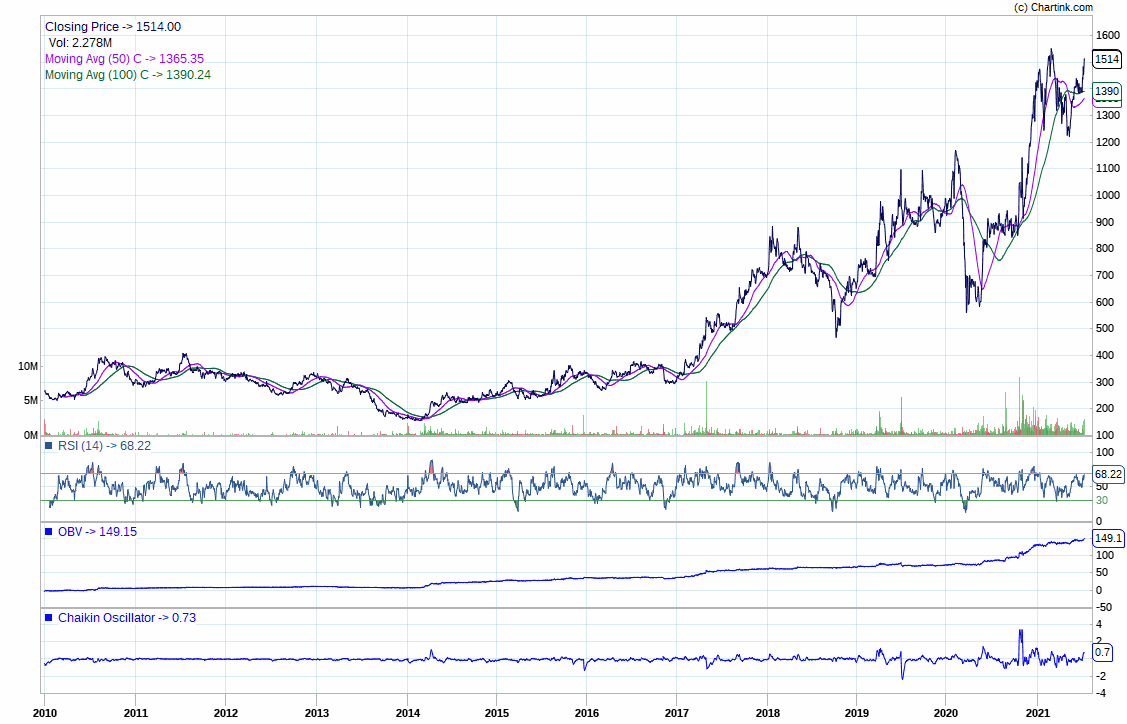 (c) Chartink.com
Closing Price -> 1514.00
Vol: 2.278M
Moving Avg (50) C -> 1365.35
Moving Avg (100) C -> 1390.24
1600
1514
1390
1300
1200
1100
1000
900
800
700
600
500
400
300
200
100
10M
5M
0M
RSI (14) -> 68.22
100
68.22
50
30
0
OBV -> 149.15
149.1
100
50
0
-50
Chaikin Oscillator -> 0.73
4
2
0.7
-2
-4
2010 2011 2012 2013 2014 2015 2016 2017 2018 2019 2020 2021